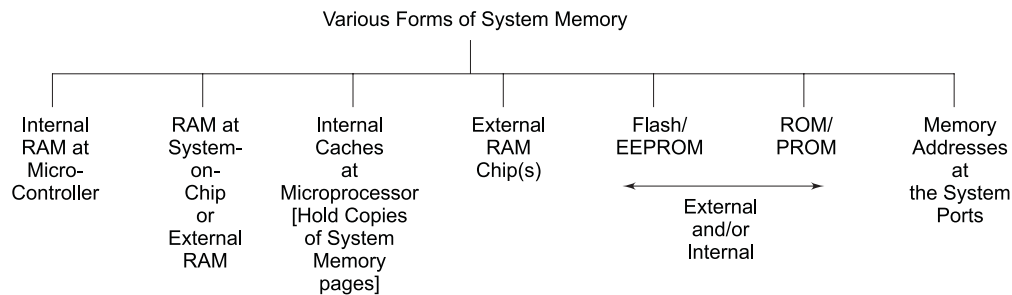 Various Forms of System Memory
Internal
RAM at
Micro-
Controller
RAM at
System-
on-
Chip
or
External
RAM
Internal
Caches
at
Microprocessor
[Hold Copies
of System
Memory
pages]
External
RAM
Chip(s)
Flash/
EEPROM
ROM/
PROM
External
and/or
Internal
Memory
Addresses
at
the System
Ports